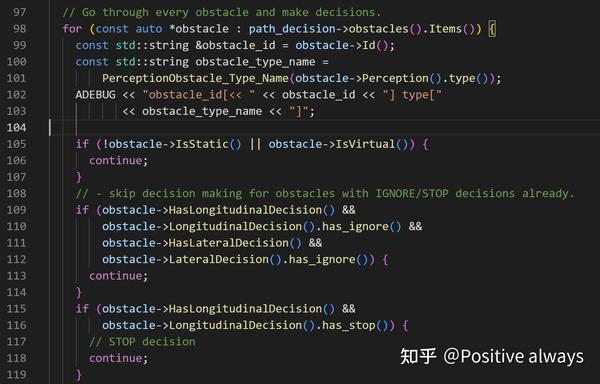 97 // Go through every obstacle and make decisions.
98 for (const auto *obstacle : path_decision->obstacles().Items()) {
99 const std::string &obstacle_id = obstacle->Id();
100 const std::string obstacle_type_name =
101 PerceptionObstacle_Type_Name(obstacle->Perception().type());
102 ADEBUG << "obstacle_id[<< " << obstacle_id << "] type["
103 << obstacle_type_name << "]";
104
105 if (!obstacle->IsStatic() || obstacle->IsVirtual()) {
106 continue;
107 }
108 // - skip decision making for obstacles with IGNORE/STOP decisions already.
109 if (obstacle->HasLongitudinalDecision() &&
110 obstacle->LongitudinalDecision().has_ignore() &&
111 obstacle->HasLateralDecision() &&
112 obstacle->LateralDecision().has_ignore()) {
113 continue;
114 }
115 if (obstacle->HasLongitudinalDecision() &&
116 obstacle->LongitudinalDecision().has_stop()) {
117 // STOP decision
118 continue;
119 }
知乎 @Positive always